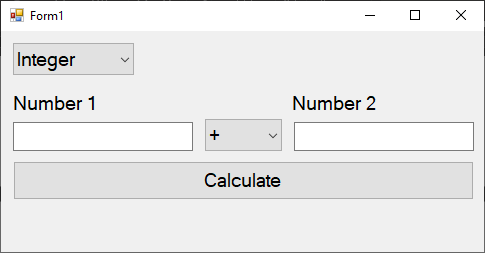 Form1
Integer
Number 1 Number 2
+
Calculate